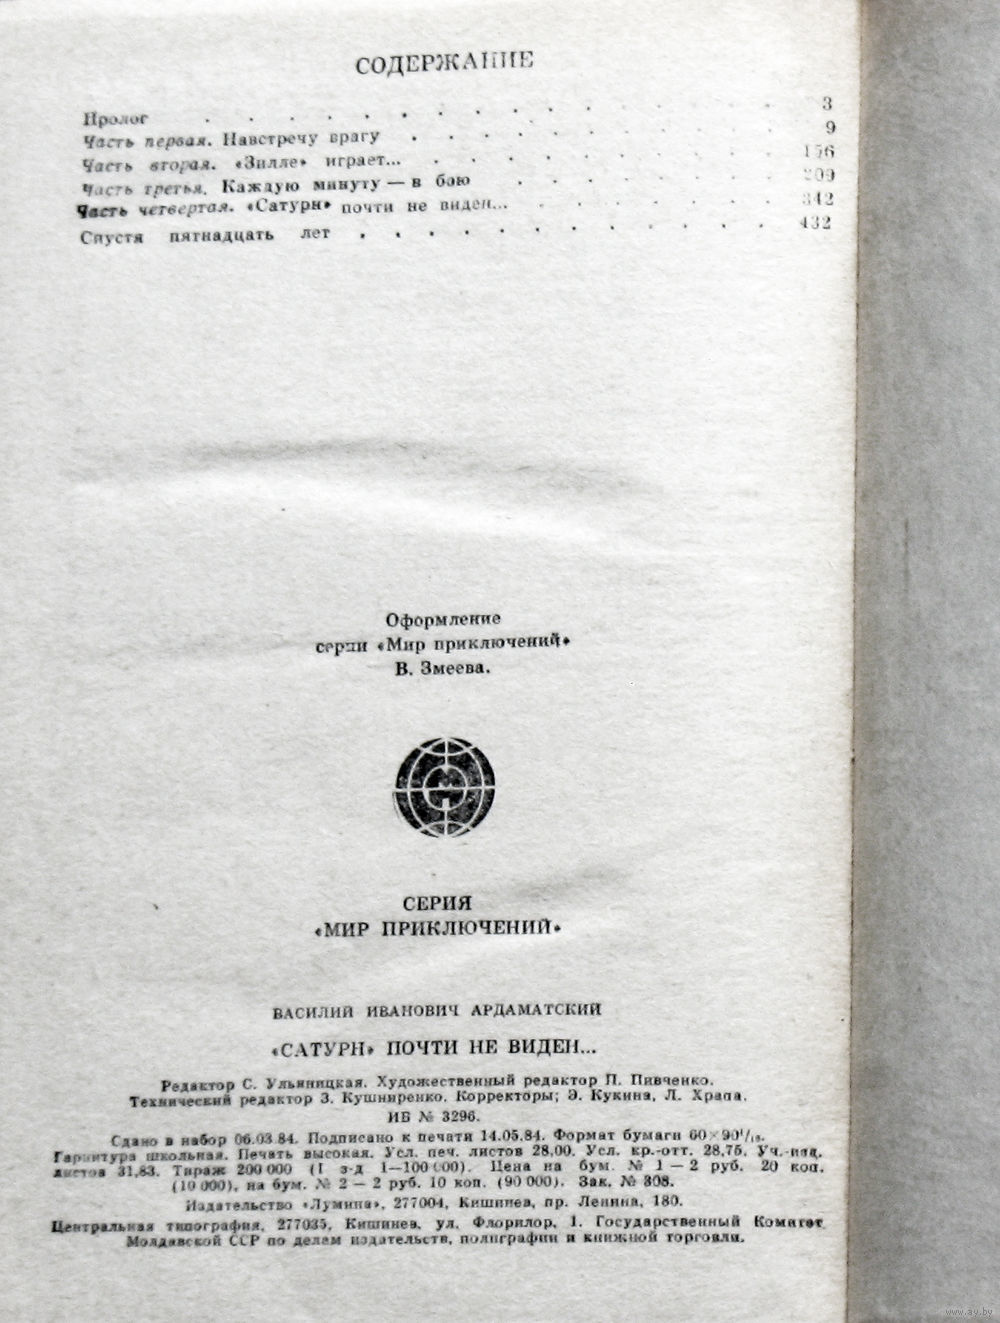 СОДЕРЖАНИЕ
Пролог . . . . . . . . . . . . . . . . 3
Часть первая. Навстречу врагу . . . . . . . . . . 9
Часть вторая. «Зилле» играет... . . . . . . . . . . 156
Часть третья. Каждую минуту — в бою . . . . . . . . 209
Часть четвертая. «Сатурн» почти не виден... . . . . . . . 342
Спустя пятнадцать лет . . . . . . . . . . . . 432
Оформление
серии «Мир приключений»
В. Змеева.
СЕРИЯ
«МИР ПРИКЛЮЧЕНИЙ»
ВАСИЛИЙ ИВАНОВИЧ АРДАМАТСКИЙ
«САТУРН» ПОЧТИ НЕ ВИДЕН...
Редактор С. Ульяницкая. Художественный редактор П. Пивченко.
Технический редактор З. Кушниренко. Корректоры; Э. Кукина, Л. Храпа.
ИБ № 3296.
Сдано в набор 06.03.84. Подписано к печати 14.05.84. Формат бумаги 60×90¹/₁₆.
Гарнитура школьная. Печать высокая. Усл. печ. листов 28,00. Усл. кр.-отт. 28,75. Уч.-изд.
листов 31,83. Тираж 200 000 (I з-д 1—100 000). Цена на бум. № 1 — 2 руб. 20 коп.
(10 000), на бум. № 2 — 2 руб. 10 коп. (90 000). Зак. № 308.
Издательство «Лумина», 277004, Кишинев, пр. Ленина, 180.
Центральная типография, 277035, Кишинев, ул. Флорилор, 1. Государственный Комитет
Молдавской ССР по делам издательств, полиграфии и книжной торговли.
www.ay.by